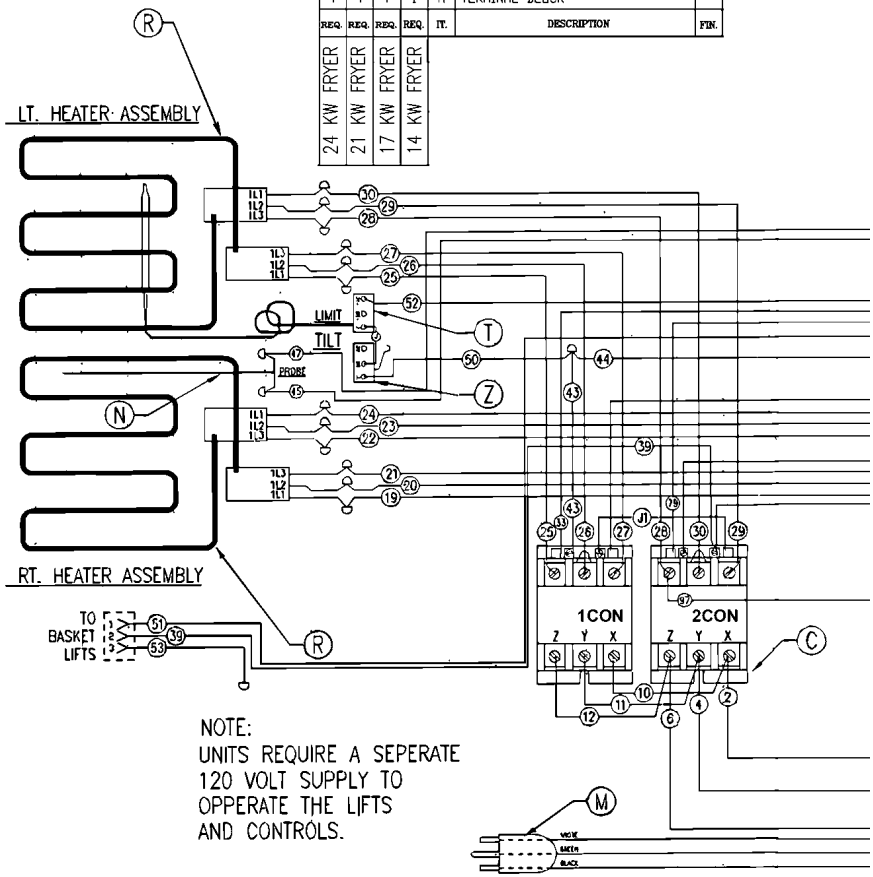 REQ. REQ. REQ. REQ. IT. DESCRIPTION FIN.
24 KW FRYER
21 KW FRYER
17 KW FRYER
14 KW FRYER
R
LT. HEATER ASSEMBLY
1L1 30
1L2 29
1L3 28
1L3 27
1L2 26
1L1 25
LIMIT 52
T
TILT
47
50 44
PROBE
Z
43
45
N
1L1 24
1L2 23
1L3 22
39
1L3 21
1L2 20
1L1 19
79
43
J1
25 33 26 27 28 30 29
RT. HEATER ASSEMBLY
97
1CON 2CON
Z Y X Z Y X
TO BASKET LIFTS
1 51
2 39
3 53
R
C
10
11
12
6 4 2
NOTE:
UNITS REQUIRE A SEPERATE
120 VOLT SUPPLY TO
OPPERATE THE LIFTS
AND CONTROLS.
M
WHITE
GREEN
BLACK